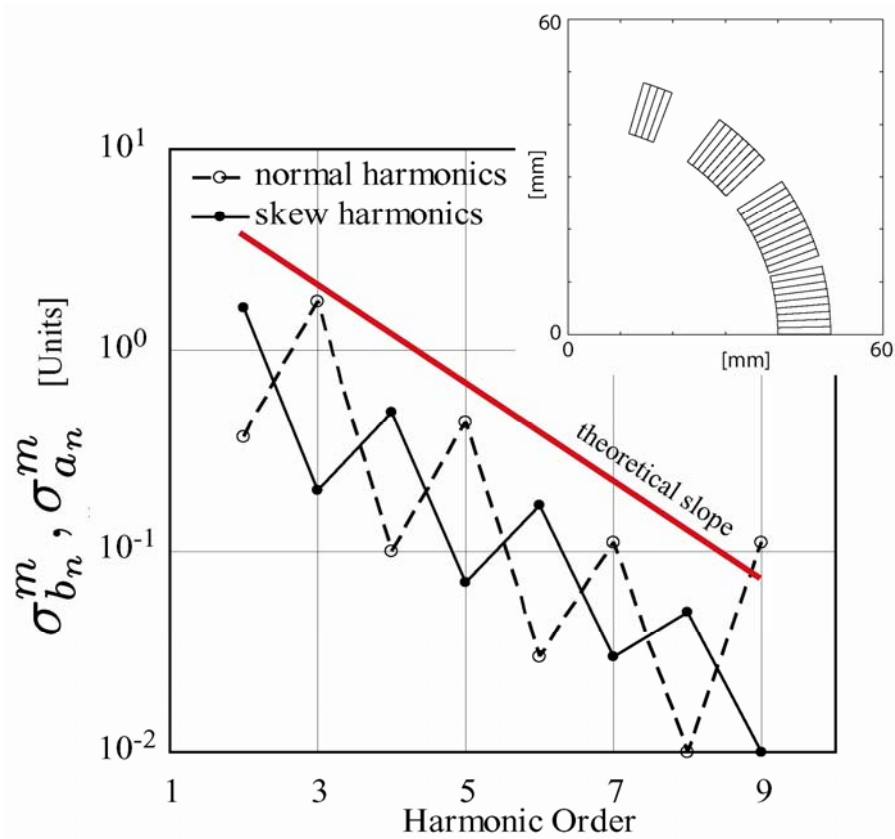 60
[mm]
0
0
[mm]
60
10^1
10^0
10^-1
10^-2
normal harmonics
skew harmonics
theoretical slope
σ^m_{b_n}, σ^m_{a_n} [Units]
1 3 5 7 9
Harmonic Order